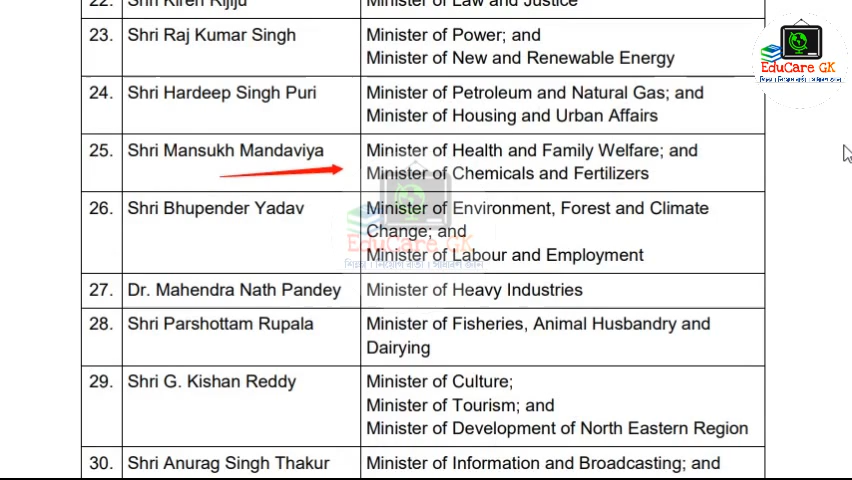 22. Shri Kiren Rijiju Minister of Law and Justice
23. Shri Raj Kumar Singh Minister of Power; and
Minister of New and Renewable Energy
24. Shri Hardeep Singh Puri Minister of Petroleum and Natural Gas; and
Minister of Housing and Urban Affairs
25. Shri Mansukh Mandaviya Minister of Health and Family Welfare; and
Minister of Chemicals and Fertilizers
26. Shri Bhupender Yadav Minister of Environment, Forest and Climate
Change; and
Minister of Labour and Employment
27. Dr. Mahendra Nath Pandey Minister of Heavy Industries
28. Shri Parshottam Rupala Minister of Fisheries, Animal Husbandry and
Dairying
29. Shri G. Kishan Reddy Minister of Culture;
Minister of Tourism; and
Minister of Development of North Eastern Region
30. Shri Anurag Singh Thakur Minister of Information and Broadcasting; and
EduCare GK
শিক্ষা । নিয়োগ বার্তা । সাধারণ জ্ঞান
EduCare GK
শিক্ষা । নিয়োগ বার্তা । সাধারণ জ্ঞান